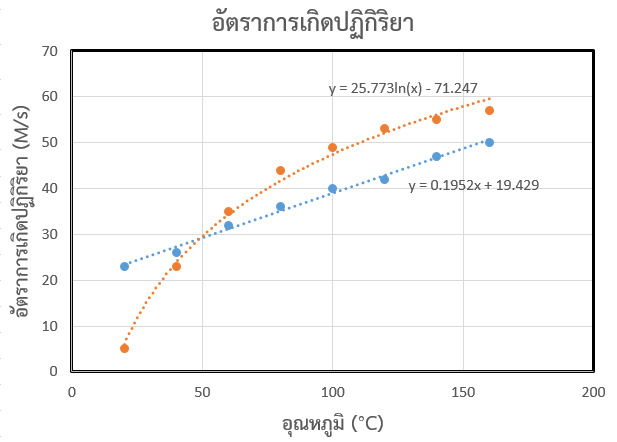 อัตราการเกิดปฏิกิริยา
อัตราการเกิดปฏิกิริยา (M/s)
70
60
50
40
30
20
10
0
y = 25.773ln(x) - 71.247
y = 0.1952x + 19.429
0 50 100 150 200
อุณหภูมิ (°C)